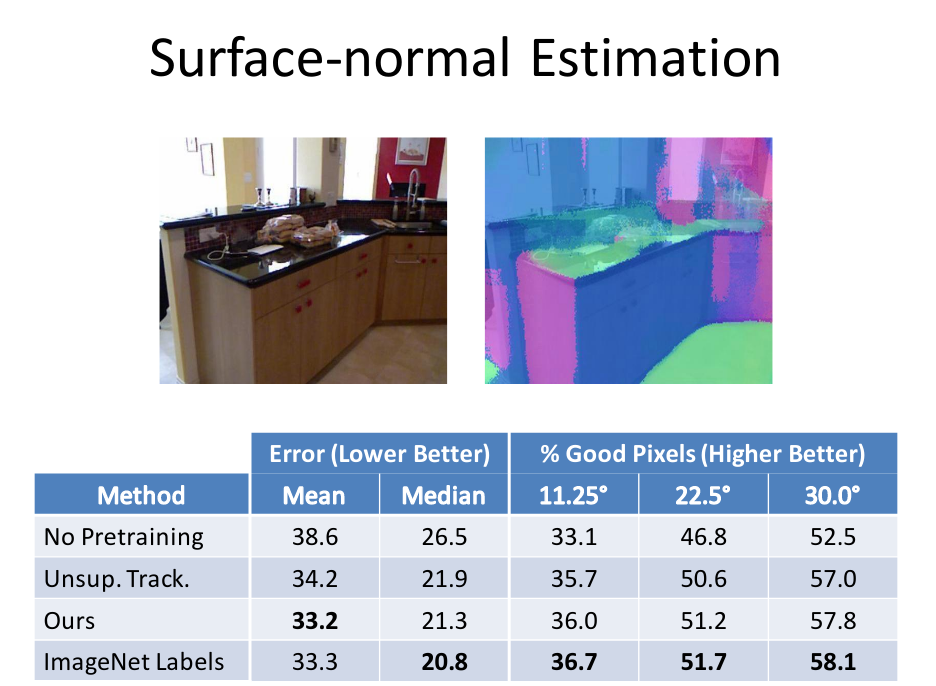 Surface-normal Estimation
Error (Lower Better) % Good Pixels (Higher Better)
Method Mean Median 11.25° 22.5° 30.0°
No Pretraining 38.6 26.5 33.1 46.8 52.5
Unsup. Track. 34.2 21.9 35.7 50.6 57.0
Ours 33.2 21.3 36.0 51.2 57.8
ImageNet Labels 33.3 20.8 36.7 51.7 58.1